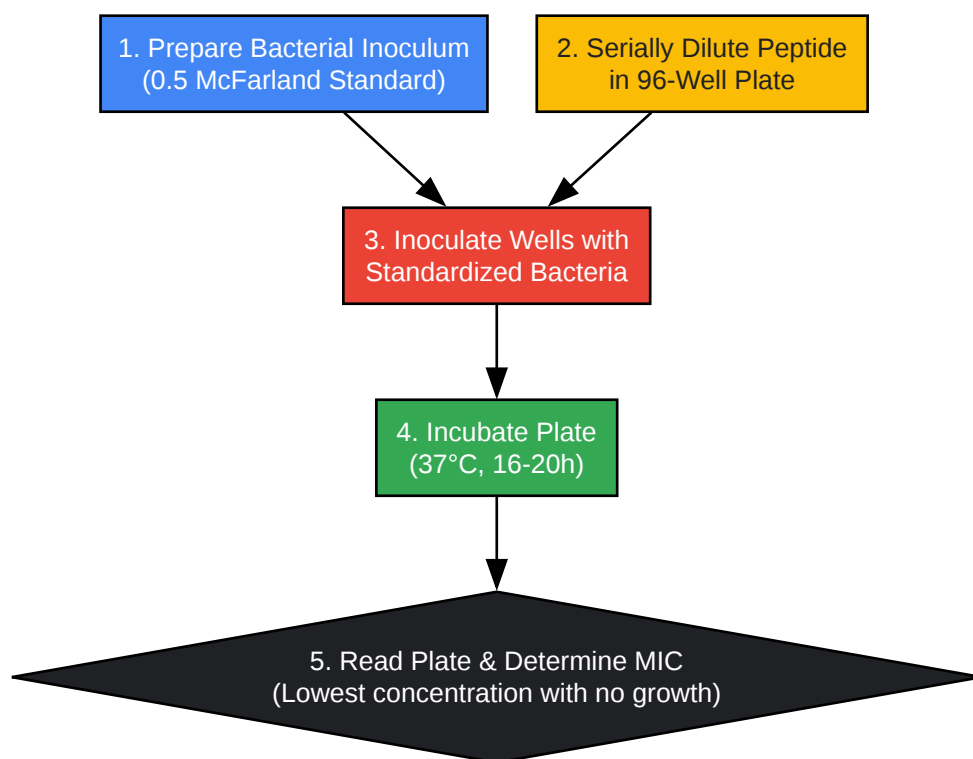 1. Prepare Bacterial Inoculum
(0.5 McFarland Standard)
2. Serially Dilute Peptide
in 96-Well Plate
3. Inoculate Wells with
Standardized Bacteria
4. Incubate Plate
(37°C, 16-20h)
5. Read Plate & Determine MIC
(Lowest concentration with no growth)